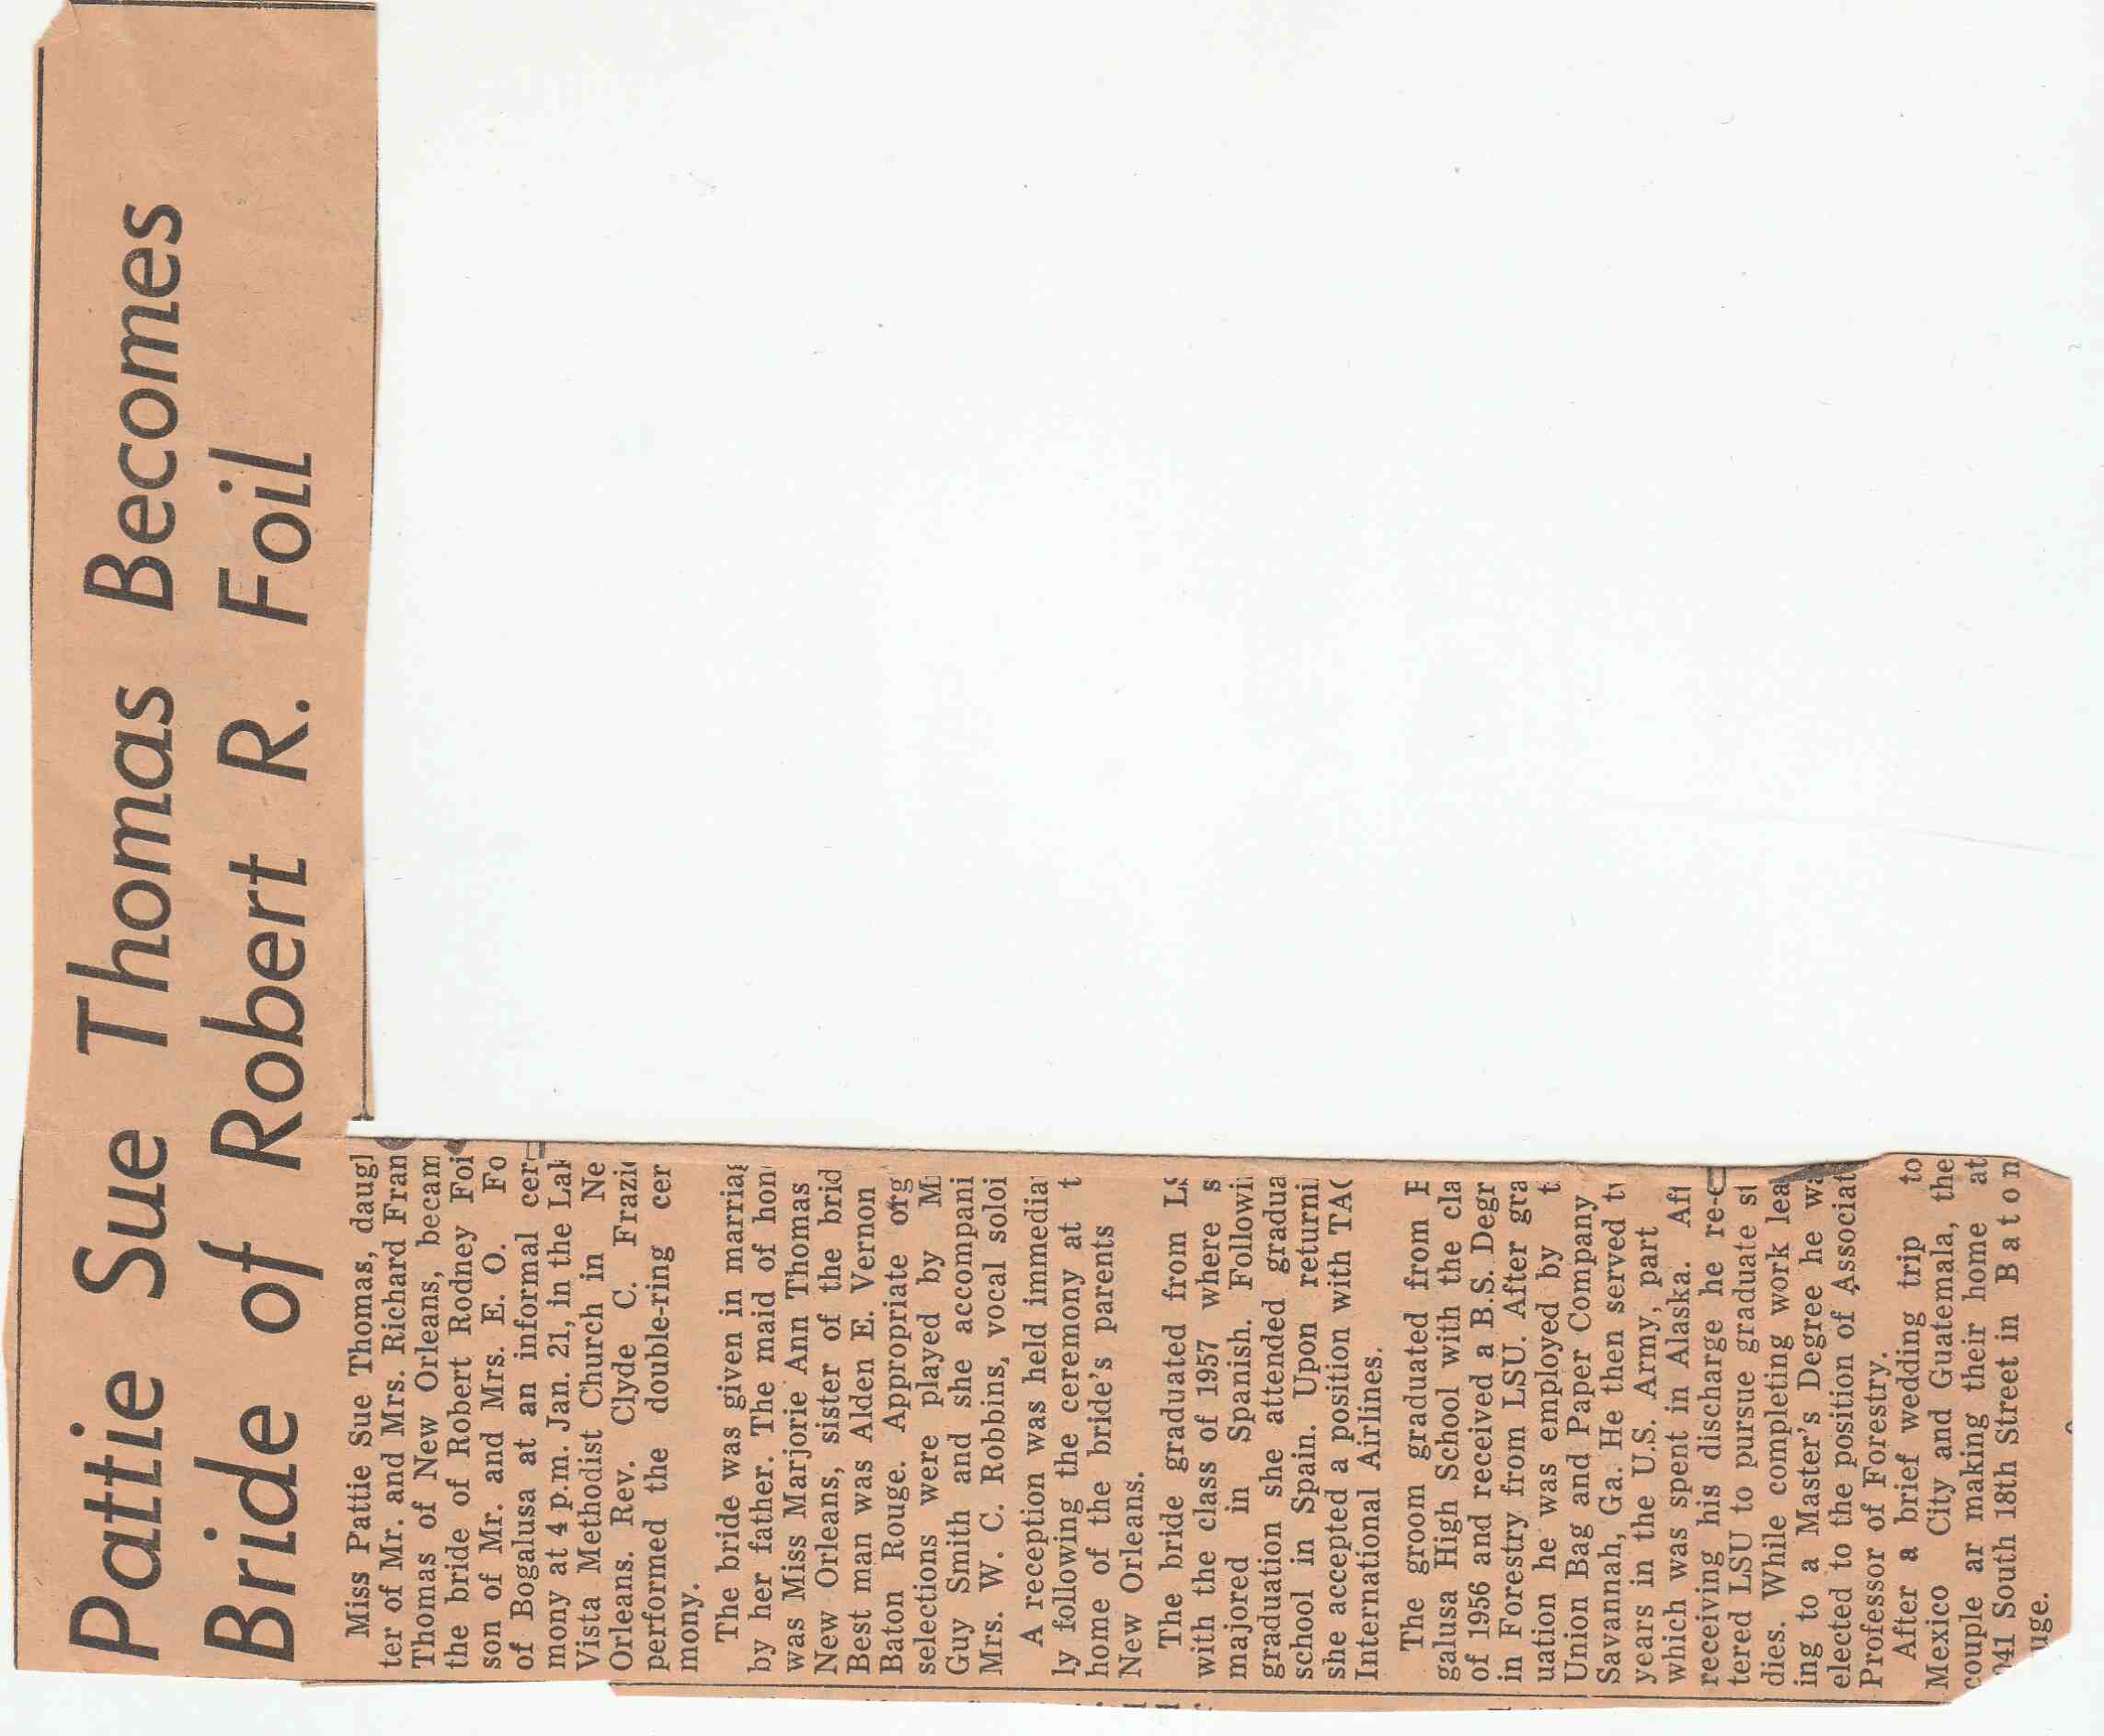 Pattie Sue Thomas Becomes
Bride of Robert R. Foil
Miss Pattie Sue Thomas, daugh
ter of Mr. and Mrs. Richard Fran
Thomas of New Orleans, becam
the bride of Robert Rodney Foi
son of Mr. and Mrs. E. O. Fo
of Bogalusa at an informal cer-
mony at 4 p.m. Jan. 21, in the Lak
Vista Methodist Church in Ne
Orleans. Rev. Clyde C. Frazie
performed the double-ring cer
mony.
The bride was given in marriag
by her father. The maid of hon
was Miss Marjorie Ann Thomas
New Orleans, sister of the brid
Best man was Alden E. Vernon
Baton Rouge. Appropriate org
selections were played by M
Guy Smith and she accompani
Mrs. W. C. Robbins, vocal soloi
A reception was held immedia
ly following the ceremony at t
home of the bride's parents
New Orleans.
The bride graduated from LS
with the class of 1957 where s
majored in Spanish. Followi
graduation she attended gradua
school in Spain. Upon returni
she accepted a position with TAC
International Airlines.
The groom graduated from B
galusa High School with the cla
of 1956 and received a B.S. Degr
in Forestry from LSU. After gra
uation he was employed by t
Union Bag and Paper Company
Savannah, Ga. He then served tw
years in the U.S. Army, part
which was spent in Alaska. Aft
receiving his discharge he re-e
tered LSU to pursue graduate st
dies. While completing work lea
ing to a Master's Degree he wa
elected to the position of Associat
Professor of Forestry.
After a brief wedding trip to
Mexico City and Guatemala, the
couple ar making their home at
041 South 18th Street in Baton
uge.